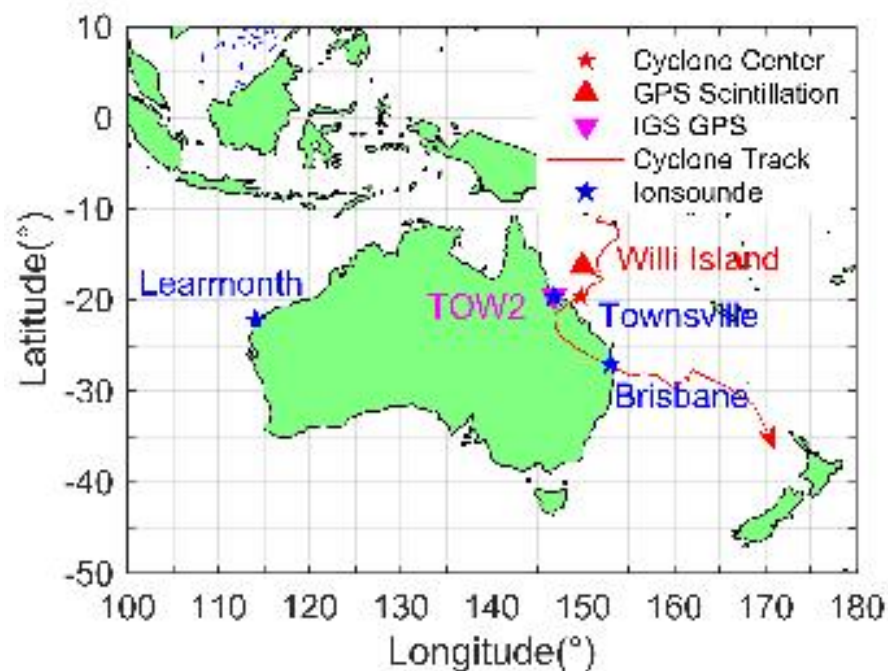 10
0
-10
-20
-30
-40
-50
Latitude(°)
100 110 120 130 140 150 160 170 180
Longitude(°)
Cyclone Center
GPS Scintillation
IGS GPS
Cyclone Track
Ionsounde
Willi Island
Learmonth
TOW2
Townsville
Brisbane